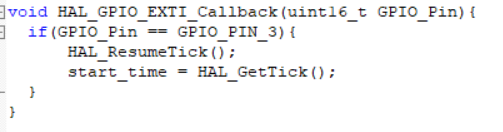 void HAL_GPIO_EXTI_Callback(uint16_t GPIO_Pin){
if(GPIO_Pin == GPIO_PIN_3){
HAL_ResumeTick();
start_time = HAL_GetTick();
}
}